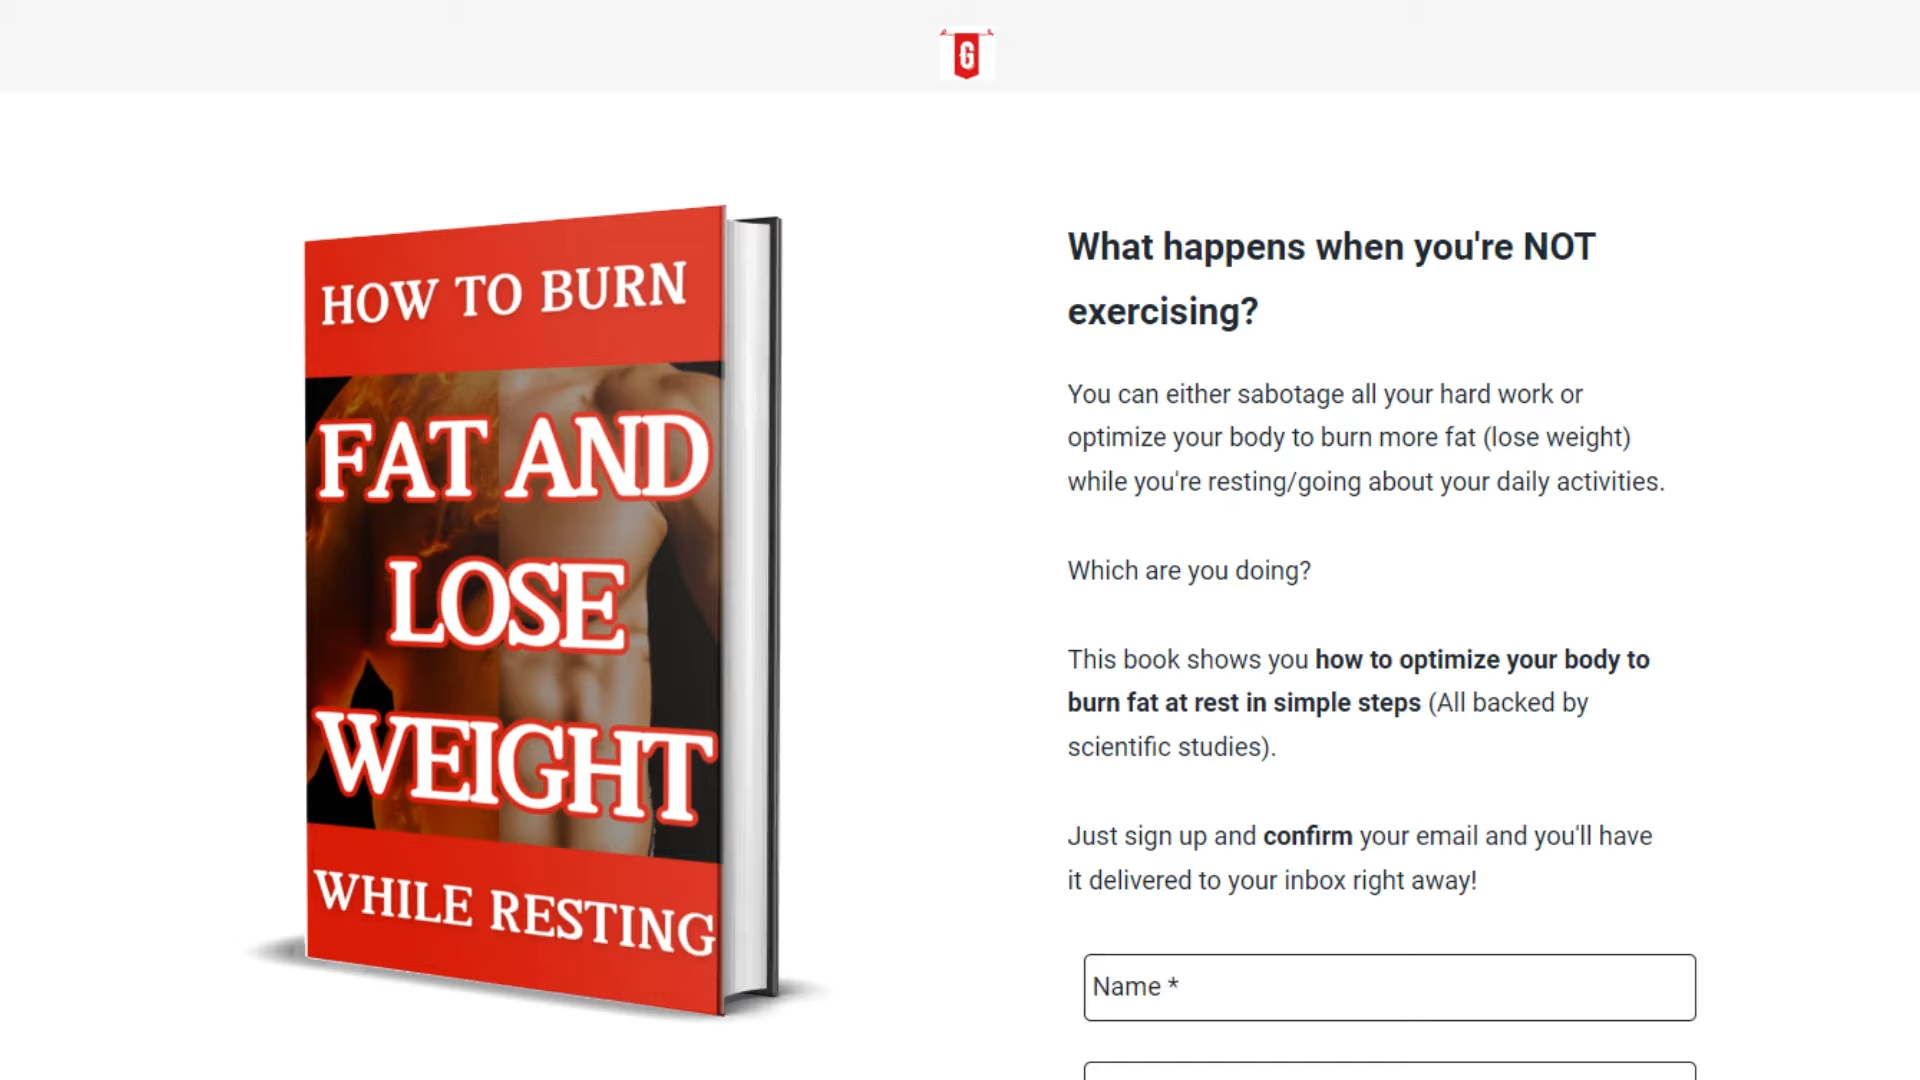 G
HOW TO BURN
FAT AND
LOSE
WEIGHT
WHILE RESTING
What happens when you're NOT
exercising?
You can either sabotage all your hard work or
optimize your body to burn more fat (lose weight)
while you're resting/going about your daily activities.
Which are you doing?
This book shows you how to optimize your body to
burn fat at rest in simple steps (All backed by
scientific studies).
Just sign up and confirm your email and you'll have
it delivered to your inbox right away!
Name *